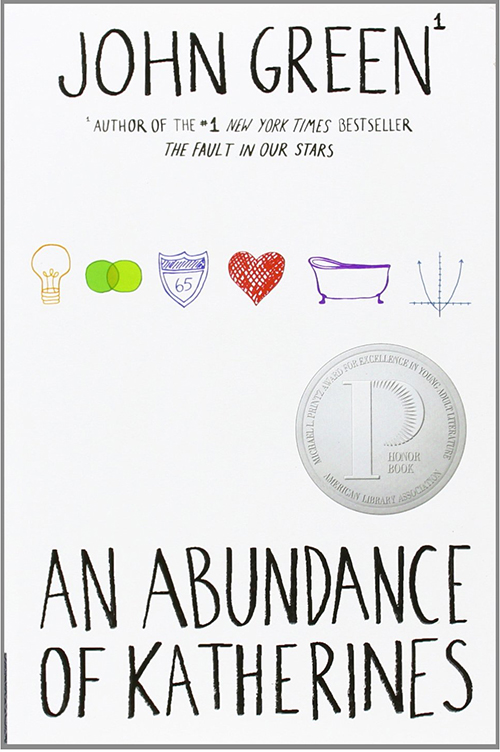 JOHN GREEN¹
¹AUTHOR OF THE #1 NEW YORK TIMES BESTSELLER
THE FAULT IN OUR STARS
65
MICHAEL L. PRINTZ AWARD FOR EXCELLENCE IN YOUNG ADULT LITERATURE
P
HONOR
BOOK
AMERICAN LIBRARY ASSOCIATION
AN ABUNDANCE
OF KATHERINES